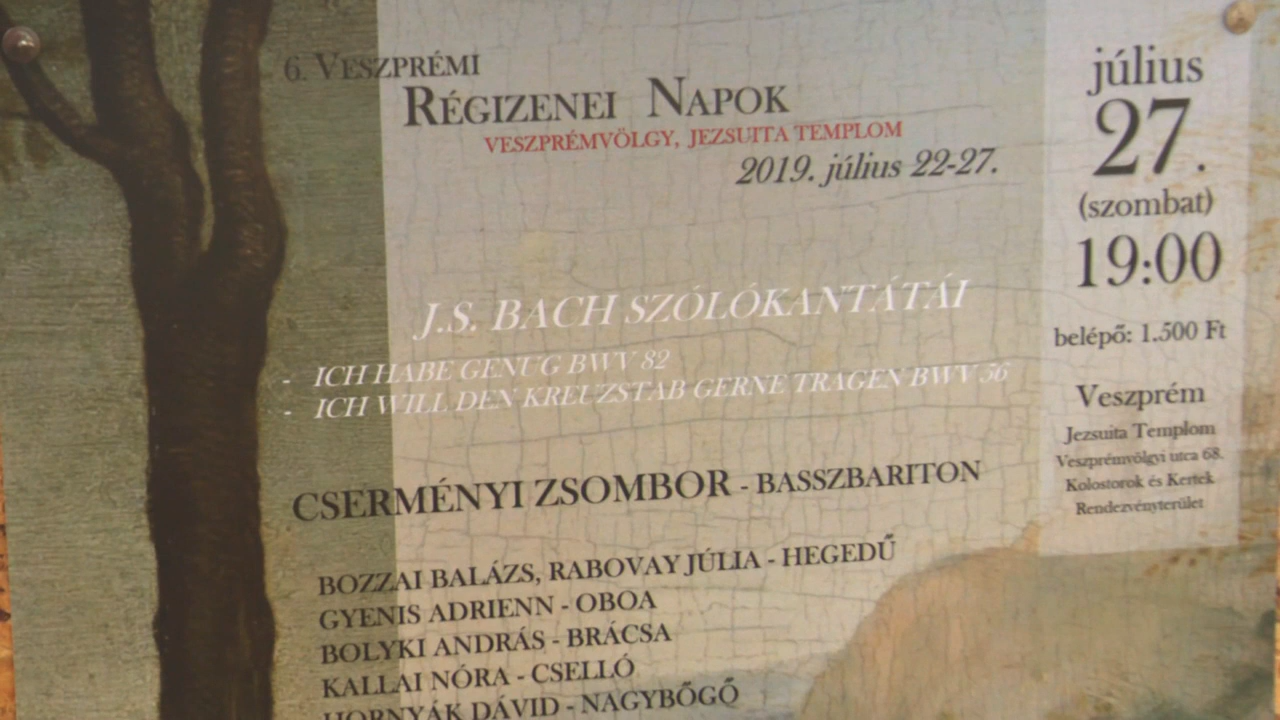 6. VESZPRÉMI
RÉGIZENEI NAPOK
VESZPRÉMVÖLGY, JEZSUITA TEMPLOM
2019. július 22-27.
J.S. BACH SZÓLÓKANTÁTÁI
- ICH HABE GENUG BWV 82
- ICH WILL DEN KREUZSTAB GERNE TRAGEN BWV 56
CSERMÉNYI ZSOMBOR - BASSZBARITON
BOZZAI BALÁZS, RABOVAY JÚLIA - HEGEDŰ
GYENIS ADRIENN - OBOA
BOLYKI ANDRÁS - BRÁCSA
KALLAI NÓRA - CSELLÓ
HORNYÁK DÁVID - NAGYBŐGŐ
július
27.
(szombat)
19:00
belépő: 1.500 Ft
Veszprém
Jezsuita Templom
Veszprémvölgyi utca 68.
Kolostorok és Kertek
Rendezvényterület